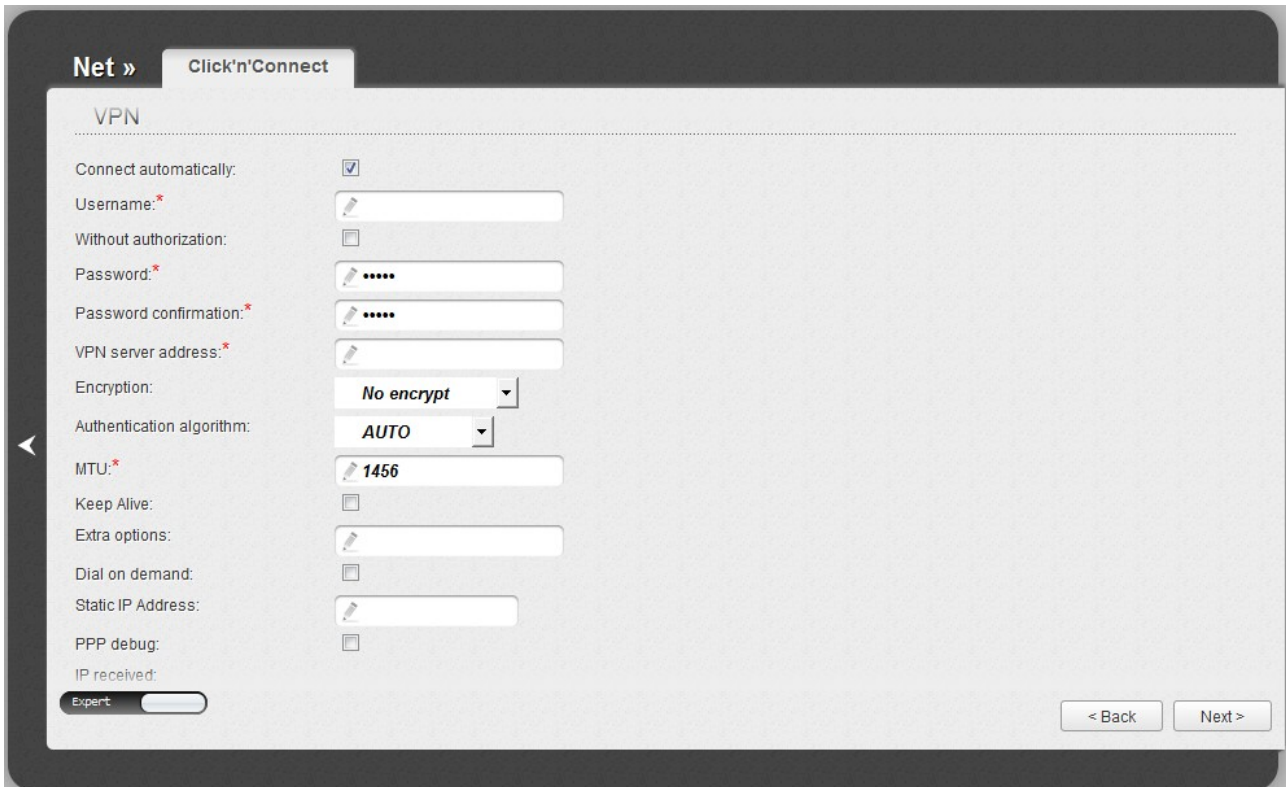 Net » Click'n'Connect
VPN
Connect automatically:
Username:*
Without authorization:
Password:* •••••
Password confirmation:* •••••
VPN server address:*
Encryption: No encrypt
Authentication algorithm: AUTO
MTU:* 1456
Keep Alive:
Extra options:
Dial on demand:
Static IP Address:
PPP debug:
IP received:
Expert
< Back Next >